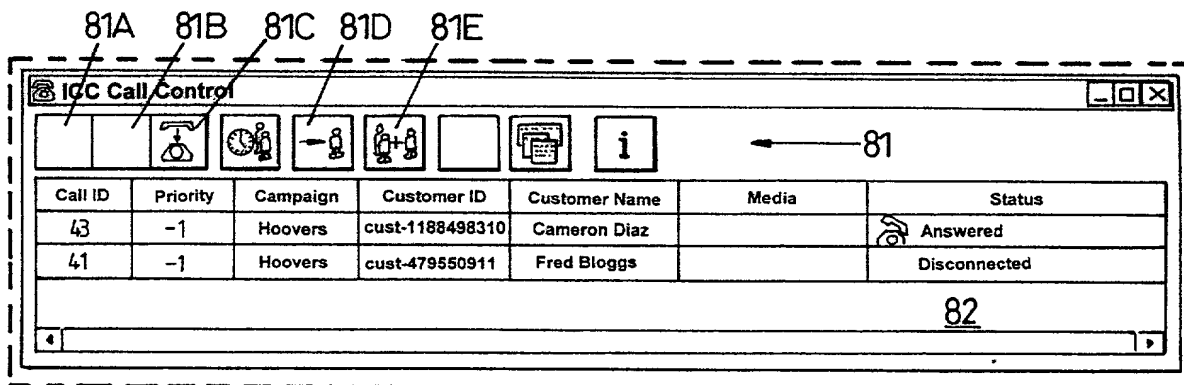 81A 81B 81C 81D 81E
ICC Call Control
i
81
Call ID Priority Campaign Customer ID Customer Name Media Status
43 -1 Hoovers cust-1188498310 Cameron Diaz Answered
41 -1 Hoovers cust-479550911 Fred Bloggs Disconnected
82